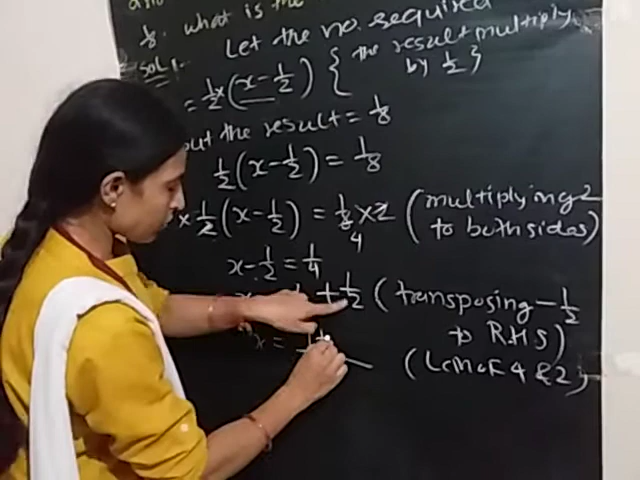 1/8. what is the
Let the no. required
Sol:
= 1/2 × (x - 1/2) { the result multiply by 1/2 }
but the result = 1/8
1/2 (x - 1/2) = 1/8
× 1/2 (x - 1/2) = 1/8 × 2 (multiplying 2 to both sides)
4
x - 1/2 = 1/4
+ 1/2 (transposing - 1/2 to RHS)
x = (LCM of 4 & 2)